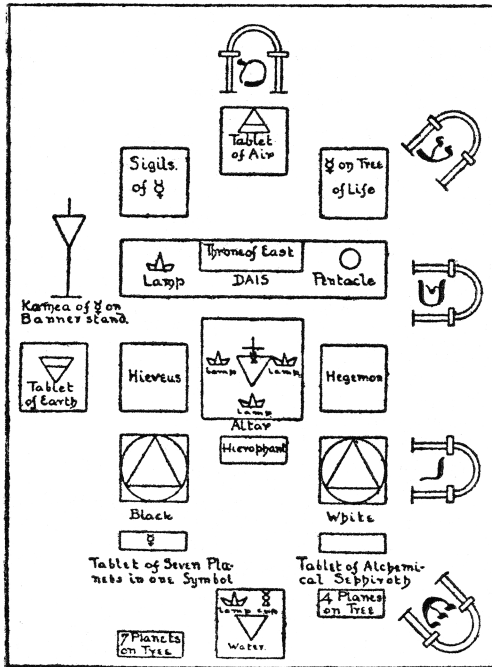 Tablet
of Air
Sigils.
of ☿
☿ on Tree
of Life
Throne of East
Lamp
DAIS
Pentacle
Kamea of ☿ on
Banner stand.
Tablet
of Earth
Hiereus
Lamp
Lamp
Lamp
Altar
Hegemon
Hierophant
Black
White
☿
Tablet of Seven Pla-
nets in one Symbol
Tablet of Alchemi-
cal Sephiroth
7 Planets
on Tree
Lamp cup
Water
4 Planes
on Tree